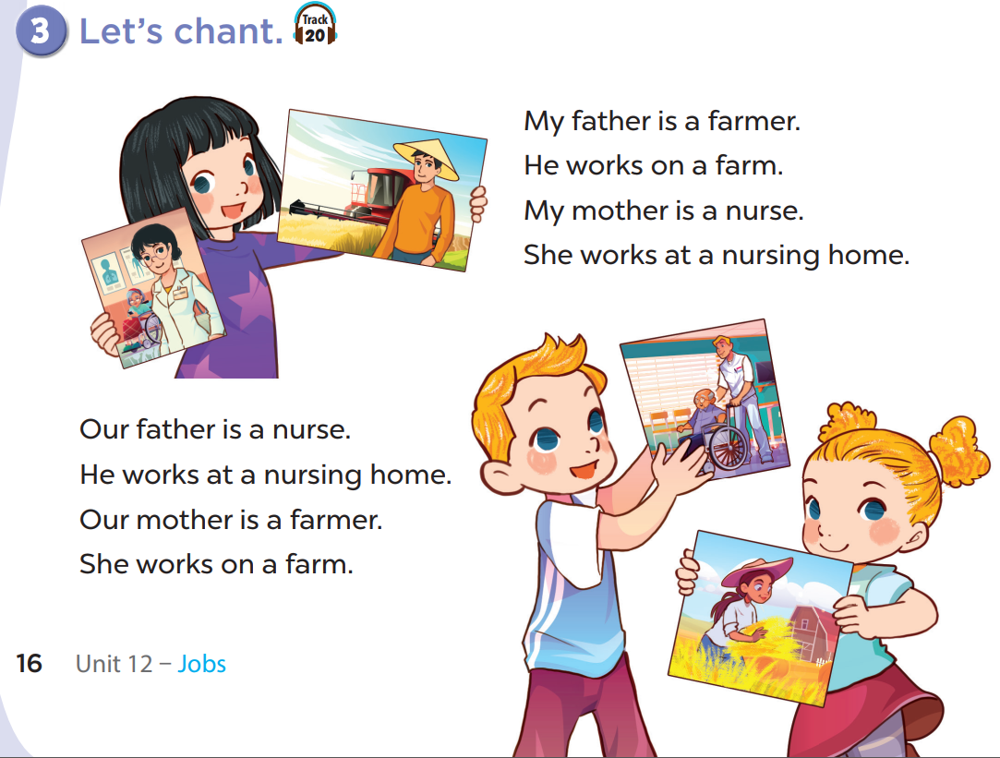 3 Let's chant. Track 20
My father is a farmer.
He works on a farm.
My mother is a nurse.
She works at a nursing home.
Our father is a nurse.
He works at a nursing home.
Our mother is a farmer.
She works on a farm.
16 Unit 12 – Jobs